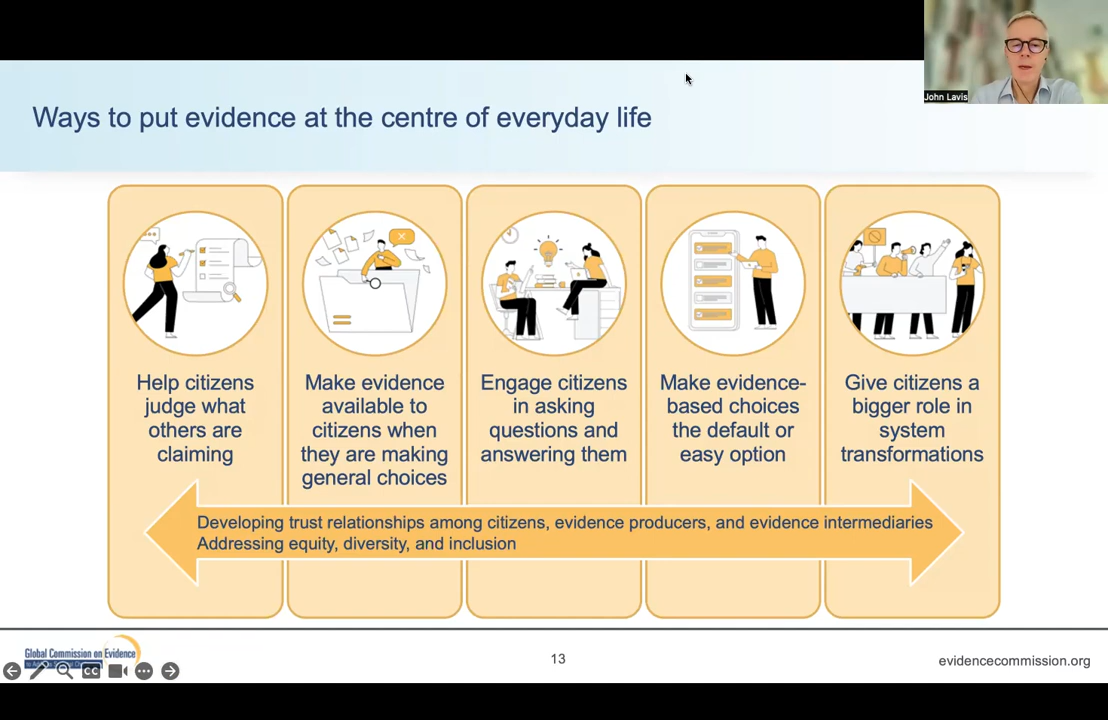 John Lavis
Ways to put evidence at the centre of everyday life
Help citizens
judge what
others are
claiming
Make evidence
available to
citizens when
they are making
general choices
Engage citizens
in asking
questions and
answering them
Make evidence-
based choices
the default or
easy option
Give citizens a
bigger role in
system
transformations
Developing trust relationships among citizens, evidence producers, and evidence intermediaries
Addressing equity, diversity, and inclusion
Global Commission on Evidence
CC
13
evidencecommission.org